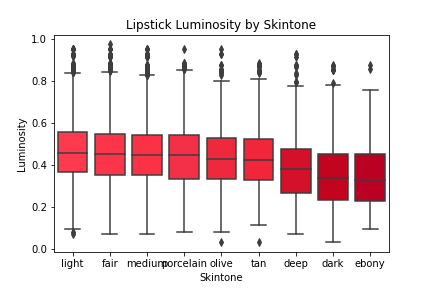 Lipstick Luminosity by Skintone
1.0
0.8
0.6
0.4
0.2
0.0
Luminosity
light fair medium porcelain olive tan deep dark ebony
Skintone